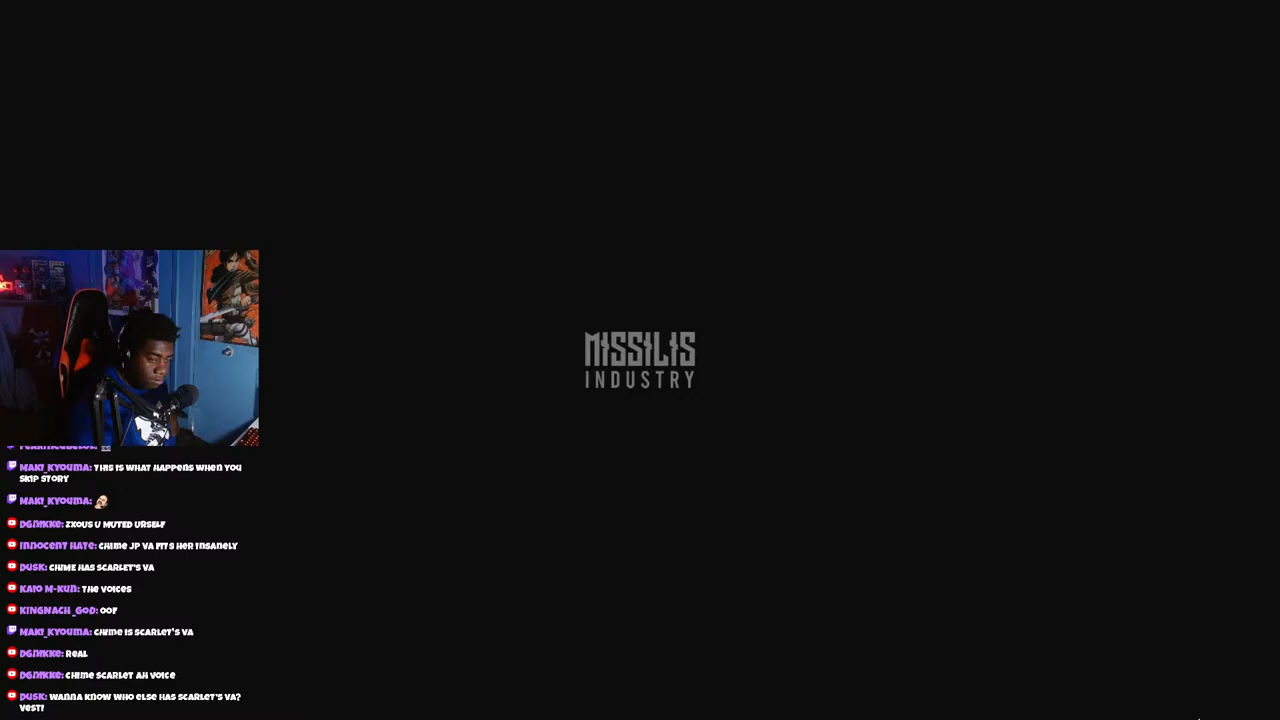 MISSILIS
INDUSTRY
MAKI_KYOUMA: THIS IS WHAT HAPPENS WHEN YOU
SKIP STORY
MAKI_KYOUMA:
DGNIKKE: ZXOUS U MUTED URSELF
INNOCENT HATE: CHIME JP VA FITS HER INSANELY
DUSK: CHIME HAS SCARLET'S VA
KAIO M-KUN: THE VOICES
KINGNACH_GOD: OOF
MAKI_KYOUMA: CHIME IS SCARLET'S VA
DGNIKKE: REAL
DGNIKKE: CHIME SCARLET AH VOICE
DUSK: WANNA KNOW WHO ELSE HAS SCARLET'S VA?
VESTI